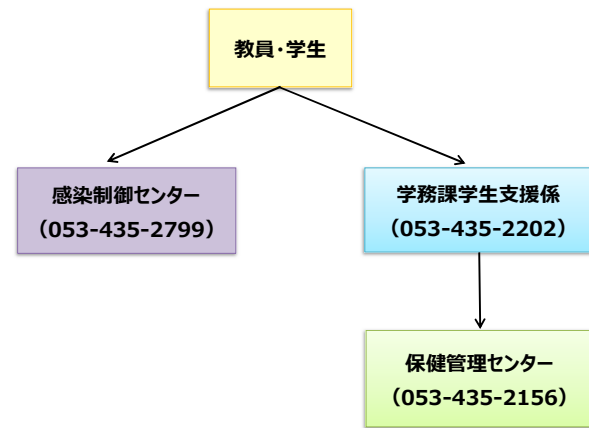 教員・学生
感染制御センター
（053-435-2799）
学務課学生支援係
（053-435-2202）
保健管理センター
（053-435-2156）